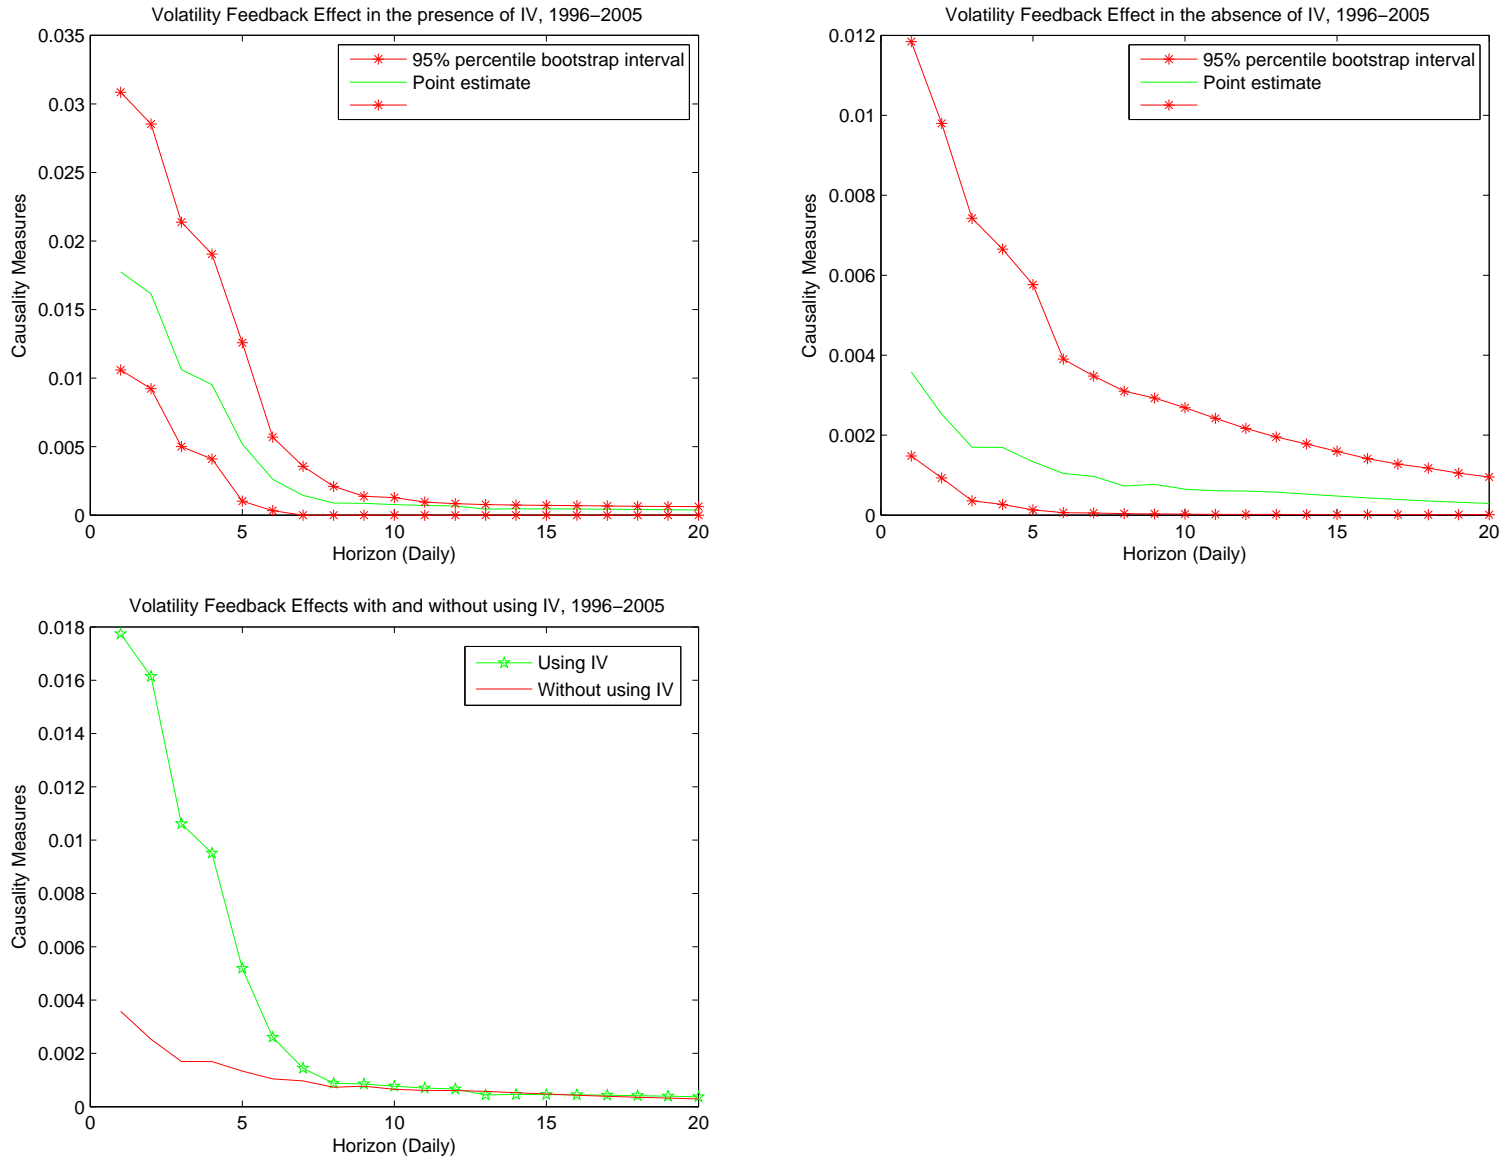 Volatility Feedback Effect in the presence of IV, 1996−2005
0.035
0.03
0.025
0.02
0.015
0.01
0.005
0
Causality Measures
95% percentile bootstrap interval
Point estimate
0 5 10 15 20
Horizon (Daily)
Volatility Feedback Effect in the absence of IV, 1996−2005
0.012
0.01
0.008
0.006
0.004
0.002
0
Causality Measures
95% percentile bootstrap interval
Point estimate
0 5 10 15 20
Horizon (Daily)
Volatility Feedback Effects with and without using IV, 1996−2005
0.018
0.016
0.014
0.012
0.01
0.008
0.006
0.004
0.002
0
Causality Measures
Using IV
Without using IV
0 5 10 15 20
Horizon (Daily)